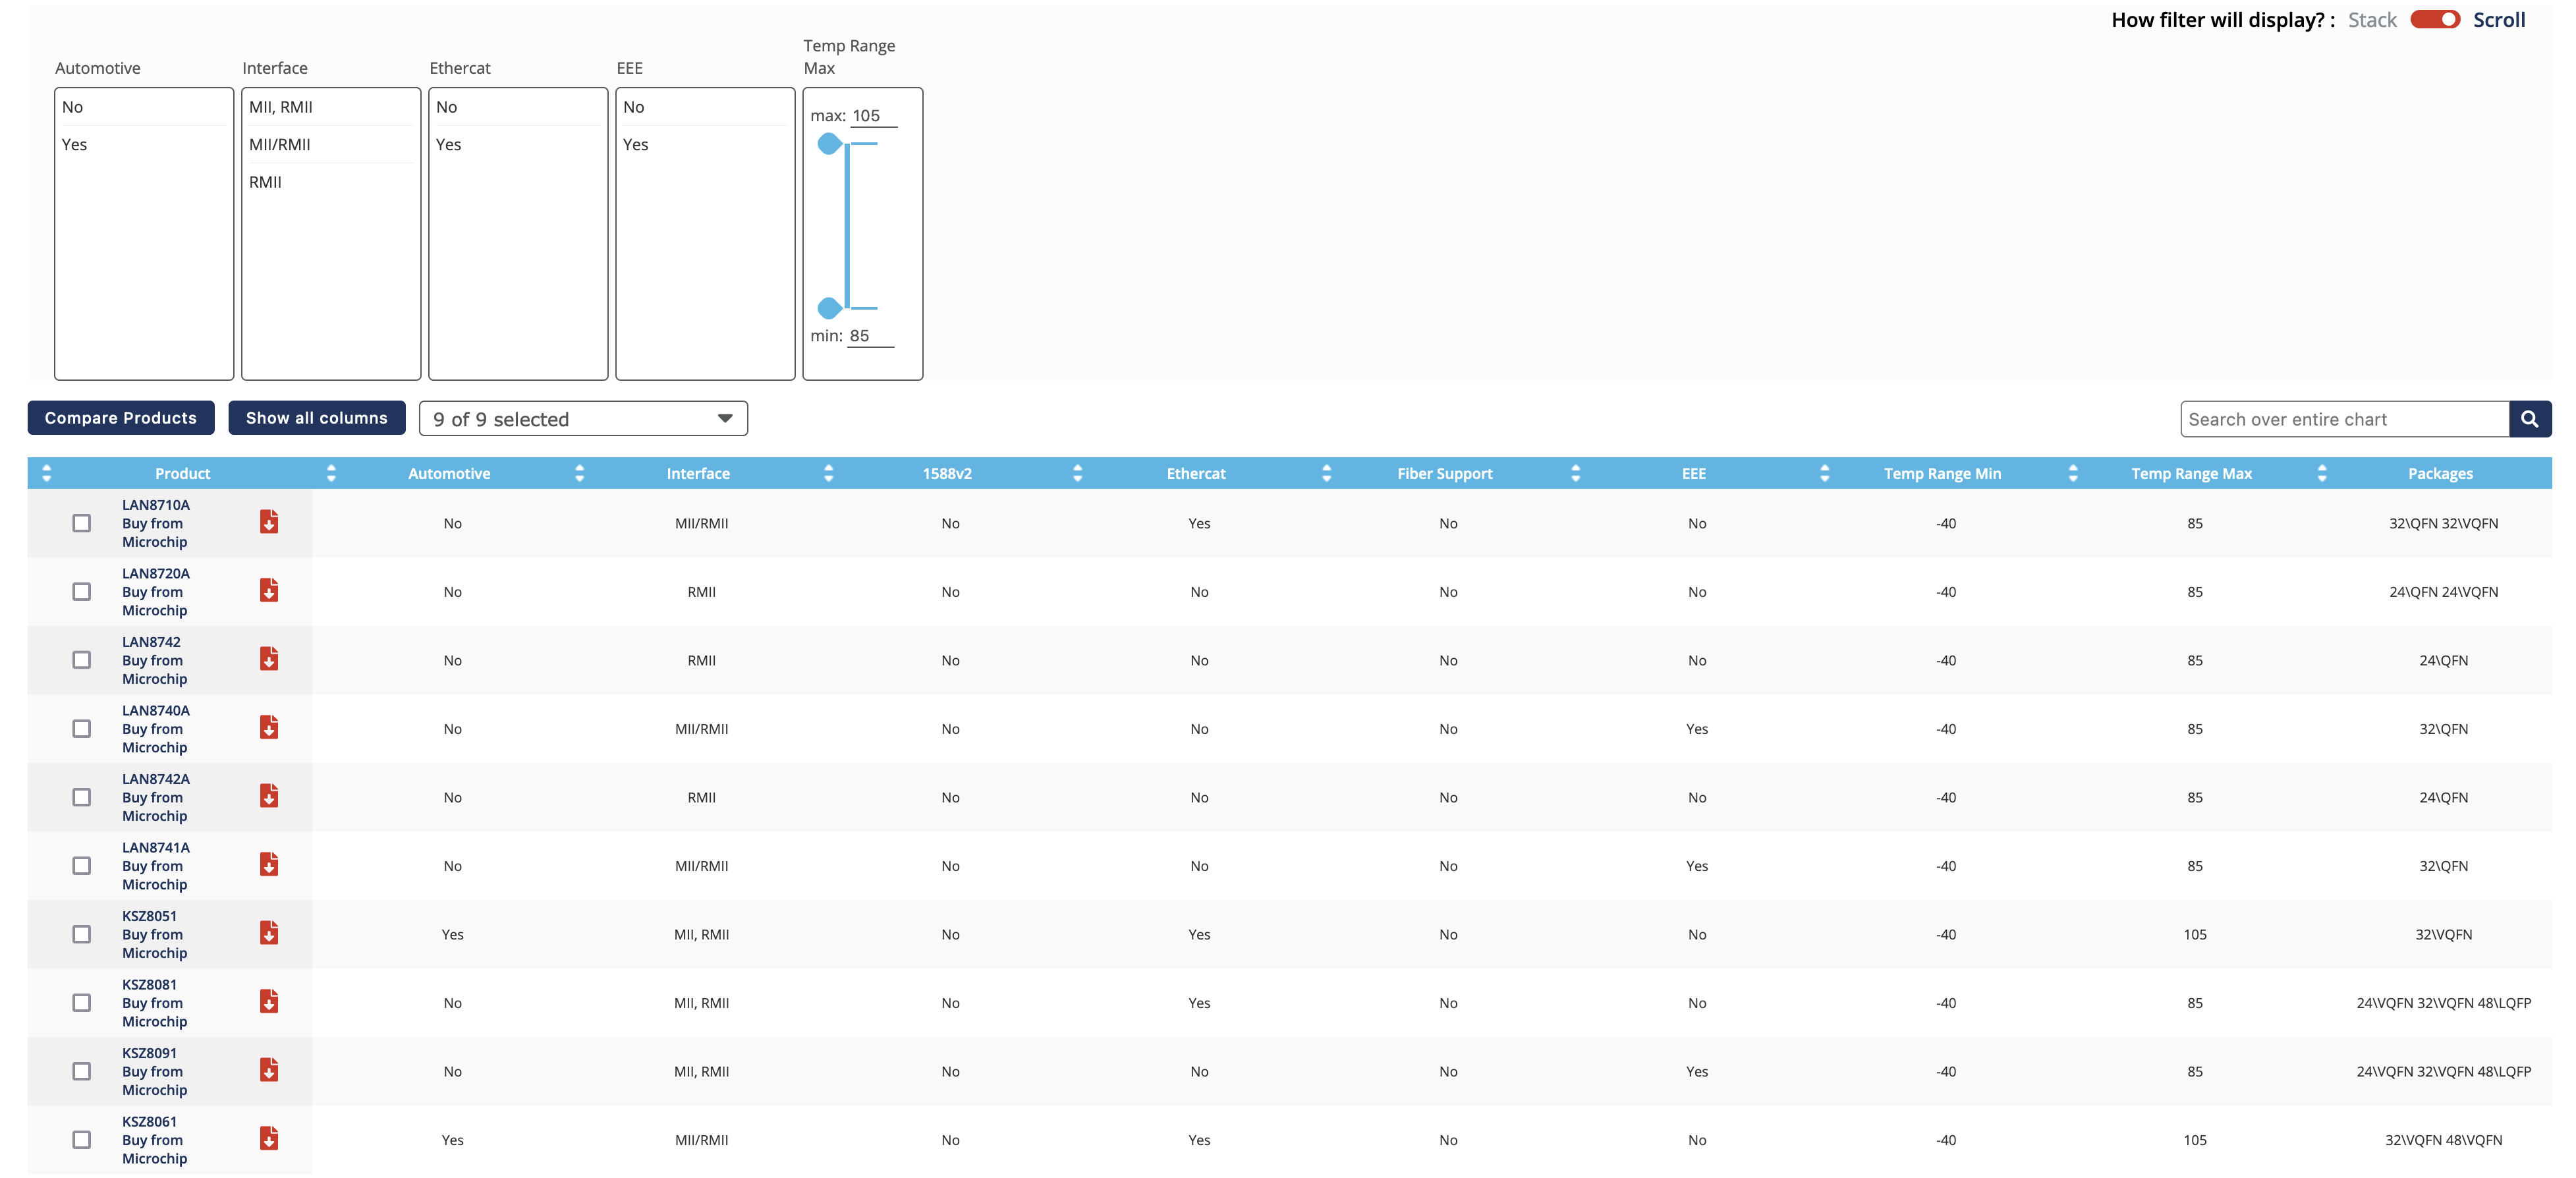 How filter will display? : Stack Scroll
Automotive Interface Ethercat EEE Temp Range Max
No MII, RMII No No max: 105
Yes MII/RMII Yes Yes
RMII
min: 85
Compare Products Show all columns 9 of 9 selected Search over entire chart
Product Automotive Interface 1588v2 Ethercat Fiber Support EEE Temp Range Min Temp Range Max Packages
LAN8710A
Buy from No MII/RMII No Yes No No -40 85 32\QFN 32\VQFN
Microchip
LAN8720A
Buy from No RMII No No No No -40 85 24\QFN 24\VQFN
Microchip
LAN8742
Buy from No RMII No No No No -40 85 24\QFN
Microchip
LAN8740A
Buy from No MII/RMII No No No Yes -40 85 32\QFN
Microchip
LAN8742A
Buy from No RMII No No No No -40 85 24\QFN
Microchip
LAN8741A
Buy from No MII/RMII No No No Yes -40 85 32\QFN
Microchip
KSZ8051
Buy from Yes MII, RMII No Yes No No -40 105 32\VQFN
Microchip
KSZ8081
Buy from No MII, RMII No Yes No No -40 85 24\VQFN 32\VQFN 48\LQFP
Microchip
KSZ8091
Buy from No MII, RMII No No No Yes -40 85 24\VQFN 32\VQFN 48\LQFP
Microchip
KSZ8061
Buy from Yes MII/RMII No Yes No No -40 105 32\VQFN 48\VQFN
Microchip